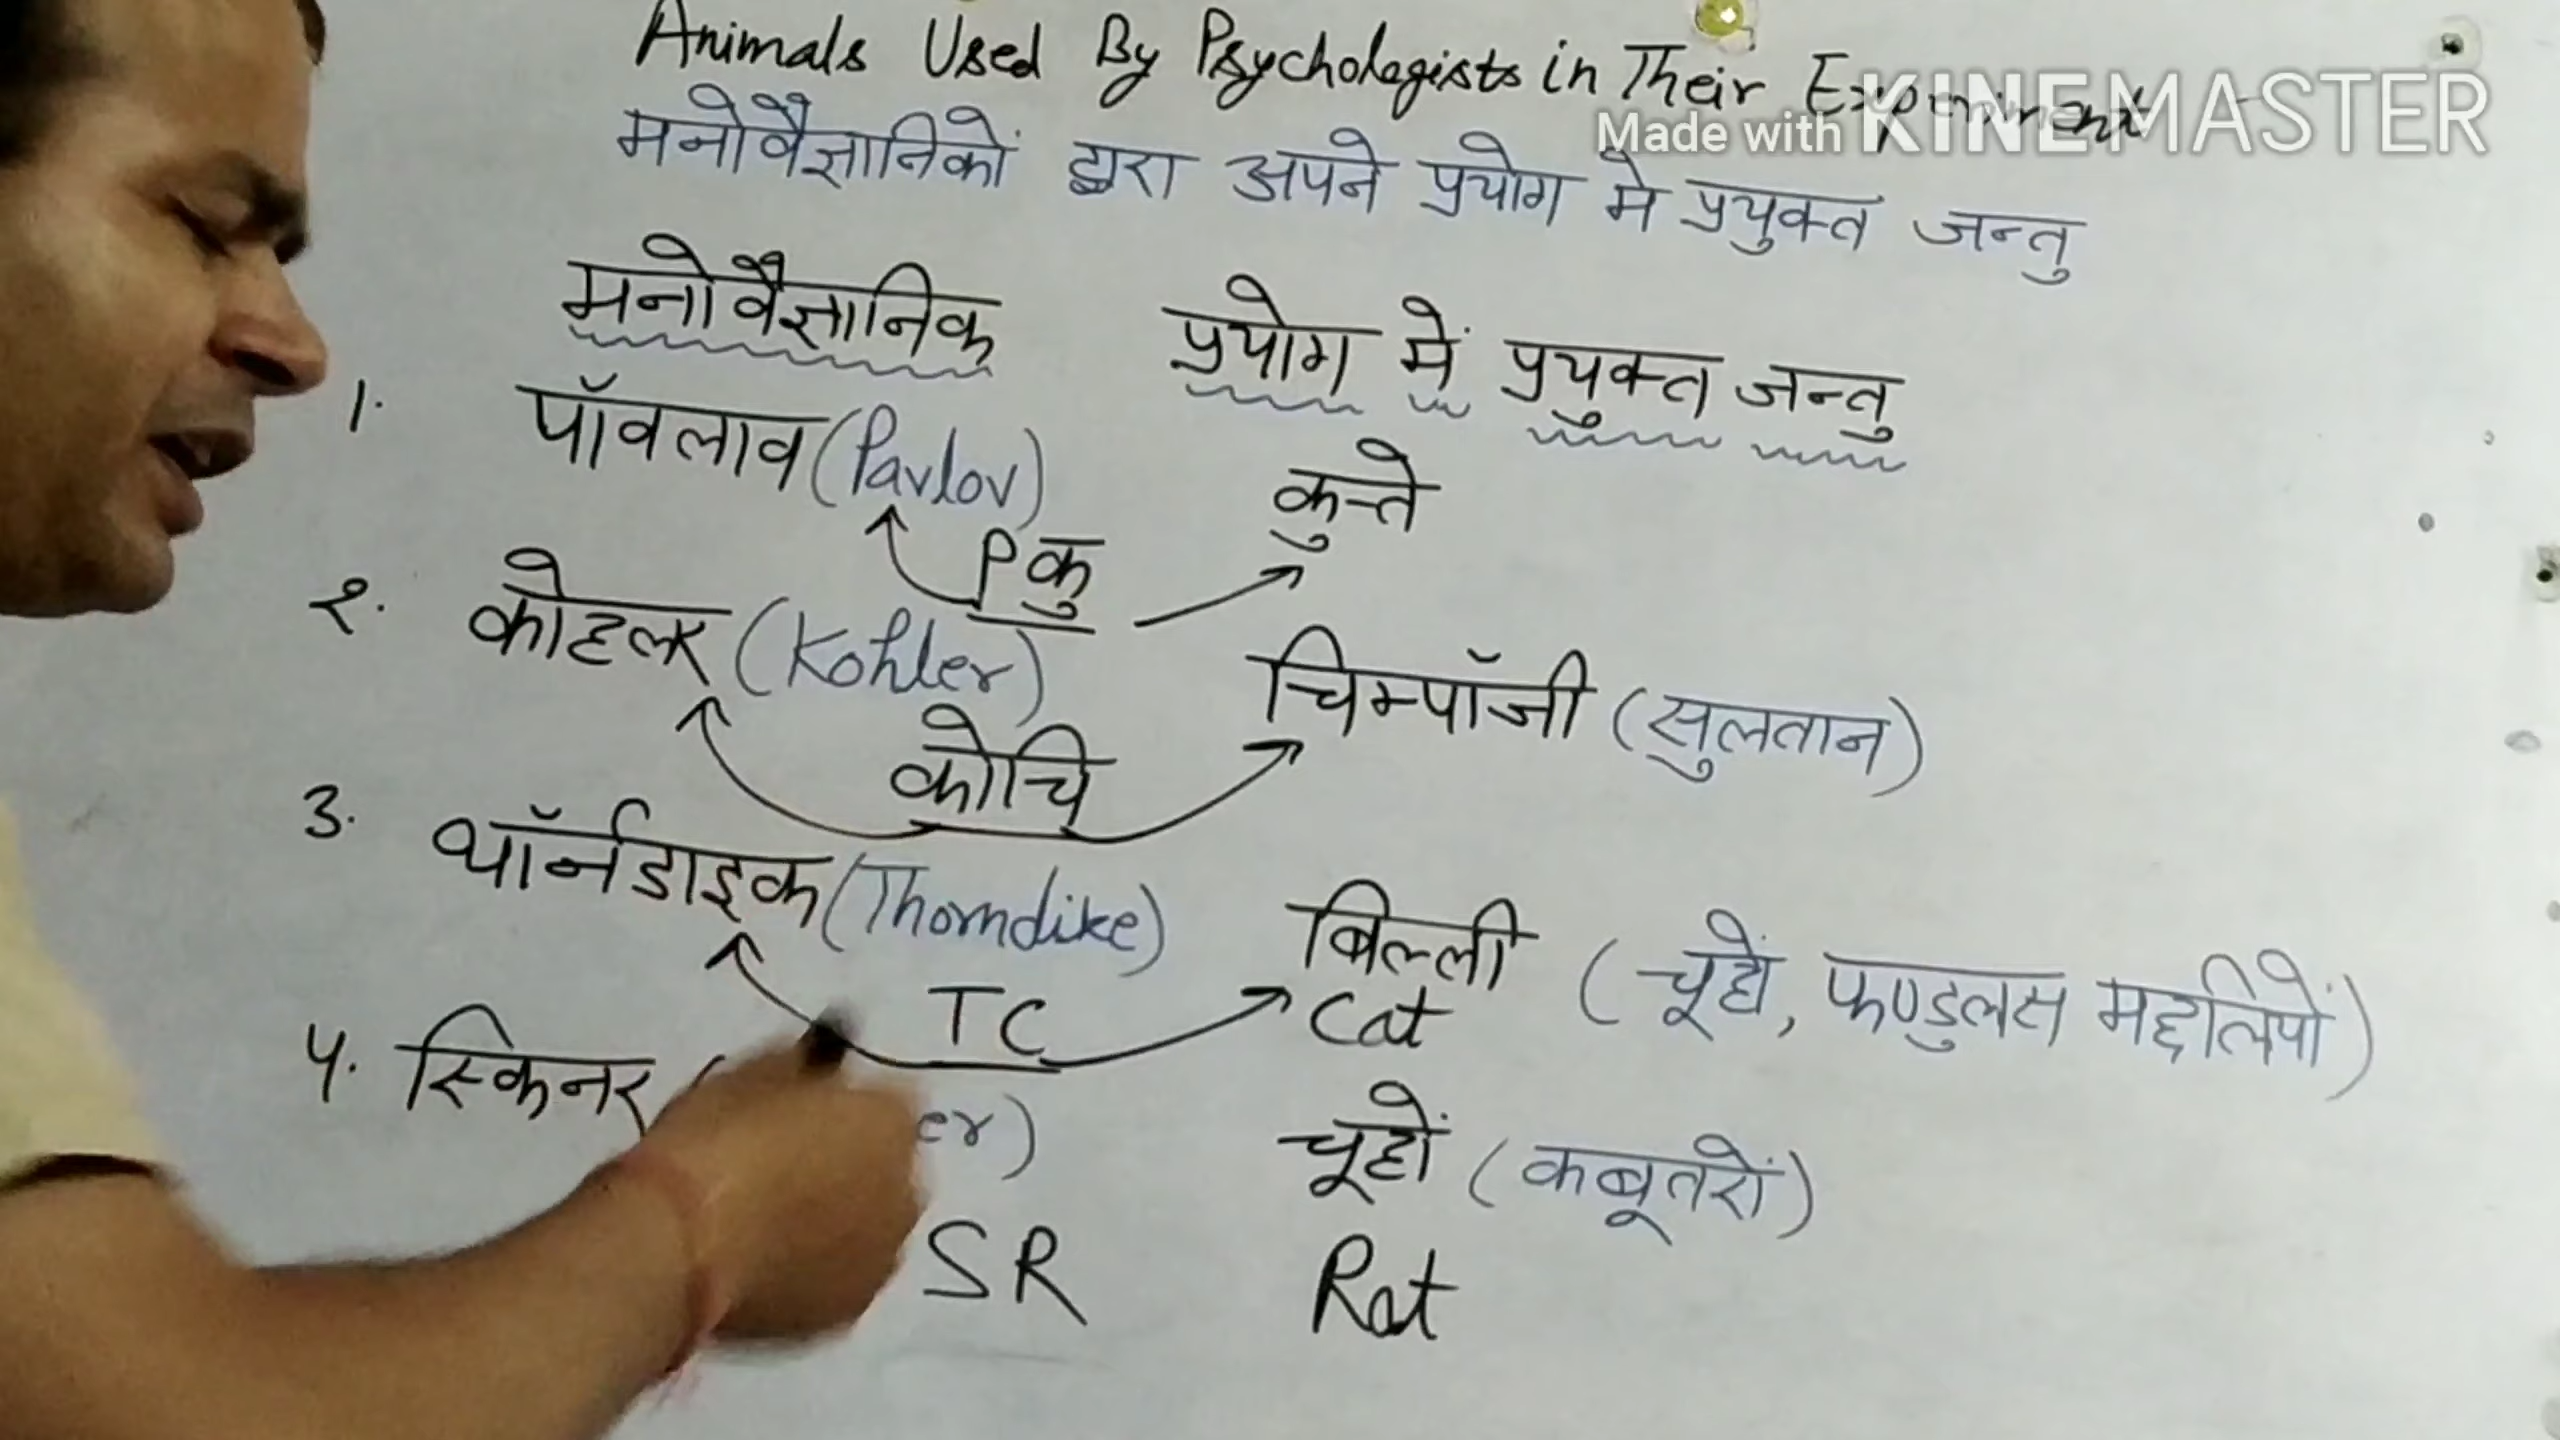 Animals Used By Psychologists in Their Experiment
Made with KINEMASTER
मनोवैज्ञानिकों द्वारा अपने प्रयोग मे प्रयुक्त जन्तु
मनोवैज्ञानिक प्रयोग में प्रयुक्त जन्तु
1. पॉवलाव (Pavlov) कुत्ते
P कु
२. कोहलर (Kohler) चिम्पॉजी (सुलतान)
कोचि
3. थॉर्नडाइक (Thorndike) बिल्ली (चूहों, फण्डुलस मछलियों)
TC Cat
4. स्किनर er) चूहों (कबूतरों)
SR Rat